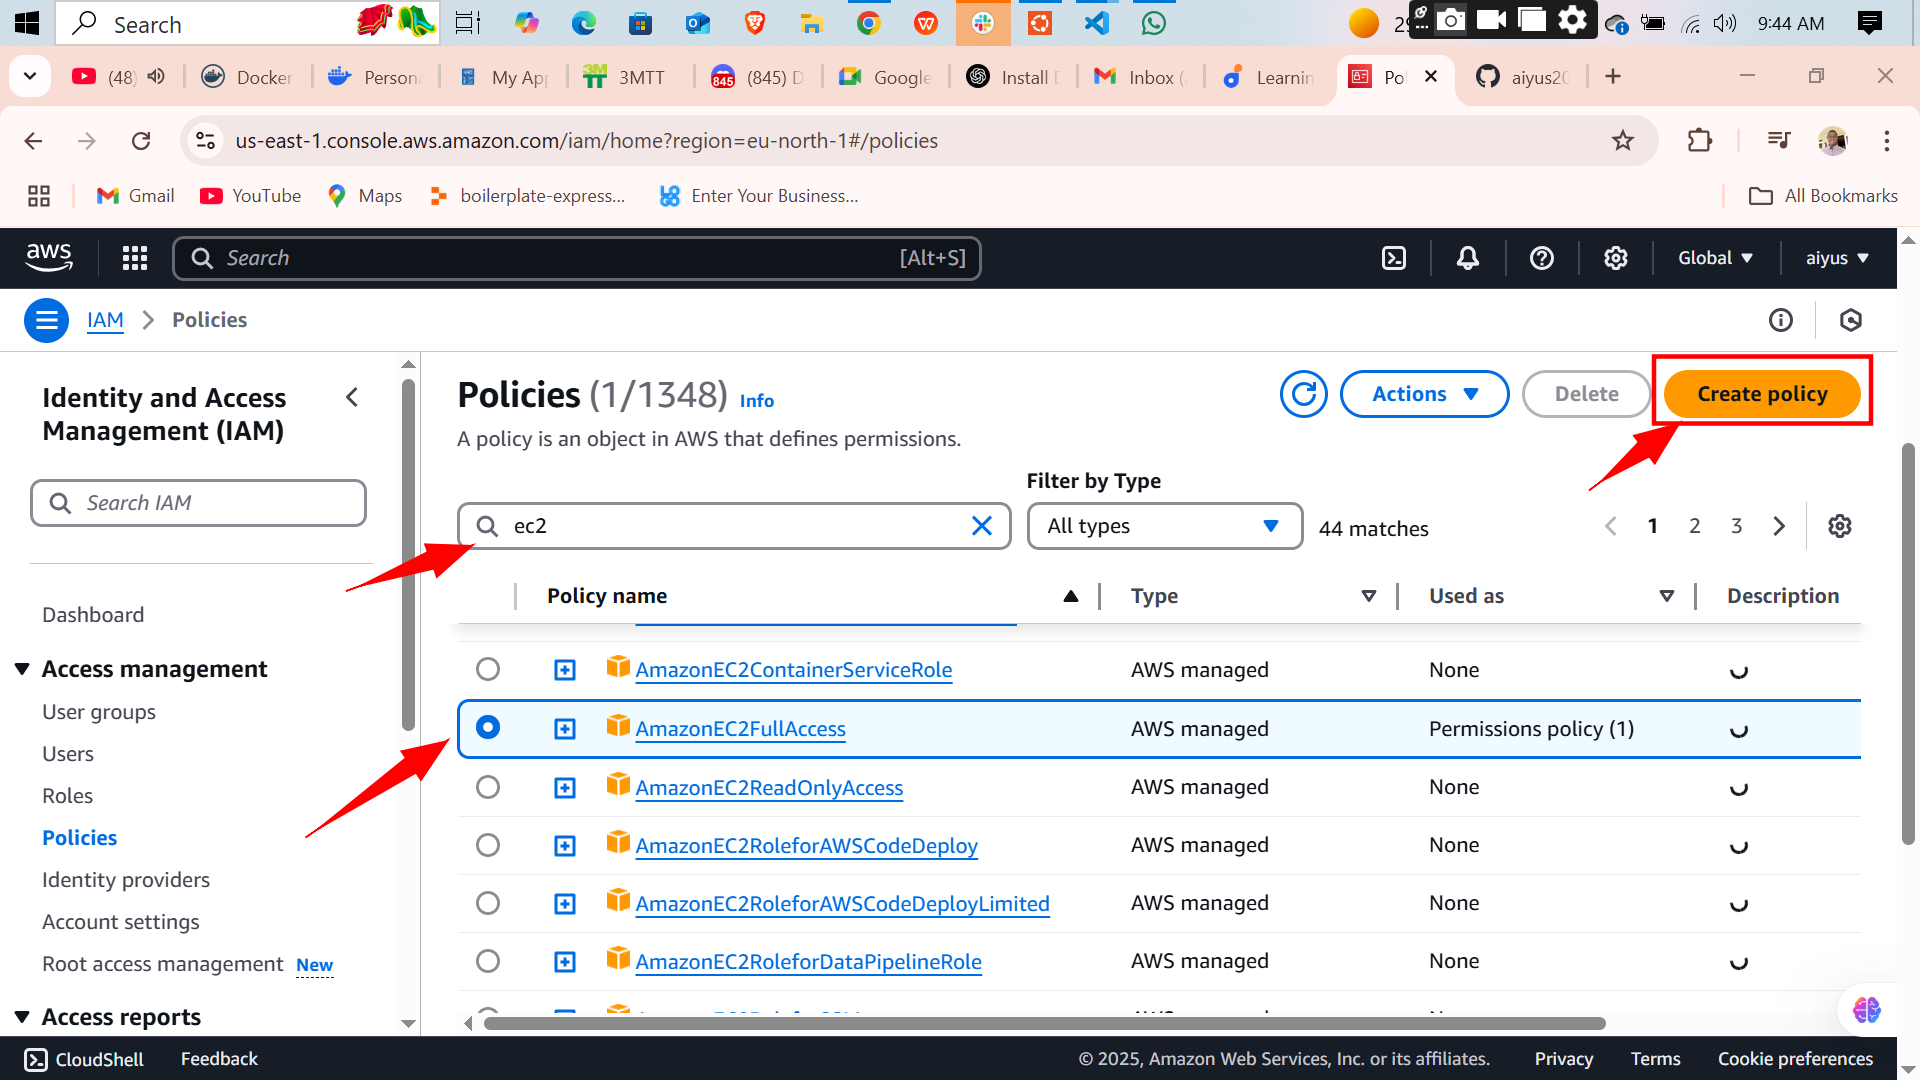 Search
29
9:44 AM
(48)
Docker
Persona
My App
3MTT
(845) D
Google
Install D
Inbox (
Learnin
Pol
aiyus20
us-east-1.console.aws.amazon.com/iam/home?region=eu-north-1#/policies
Gmail
YouTube
Maps
boilerplate-express...
Enter Your Business...
All Bookmarks
aws
Search
[Alt+S]
Global
aiyus
IAM
Policies
Identity and Access
Management (IAM)
Search IAM
Dashboard
Access management
User groups
Users
Roles
Policies
Identity providers
Account settings
Root access management New
Access reports
Policies (1/1348) Info
A policy is an object in AWS that defines permissions.
Actions
Delete
Create policy
Filter by Type
ec2
All types
44 matches
1 2 3
Policy name Type Used as Description
AmazonEC2ContainerServiceRole AWS managed None
AmazonEC2FullAccess AWS managed Permissions policy (1)
AmazonEC2ReadOnlyAccess AWS managed None
AmazonEC2RoleforAWSCodeDeploy AWS managed None
AmazonEC2RoleforAWSCodeDeployLimited AWS managed None
AmazonEC2RoleforDataPipelineRole AWS managed None
CloudShell
Feedback
© 2025, Amazon Web Services, Inc. or its affiliates.
Privacy
Terms
Cookie preferences